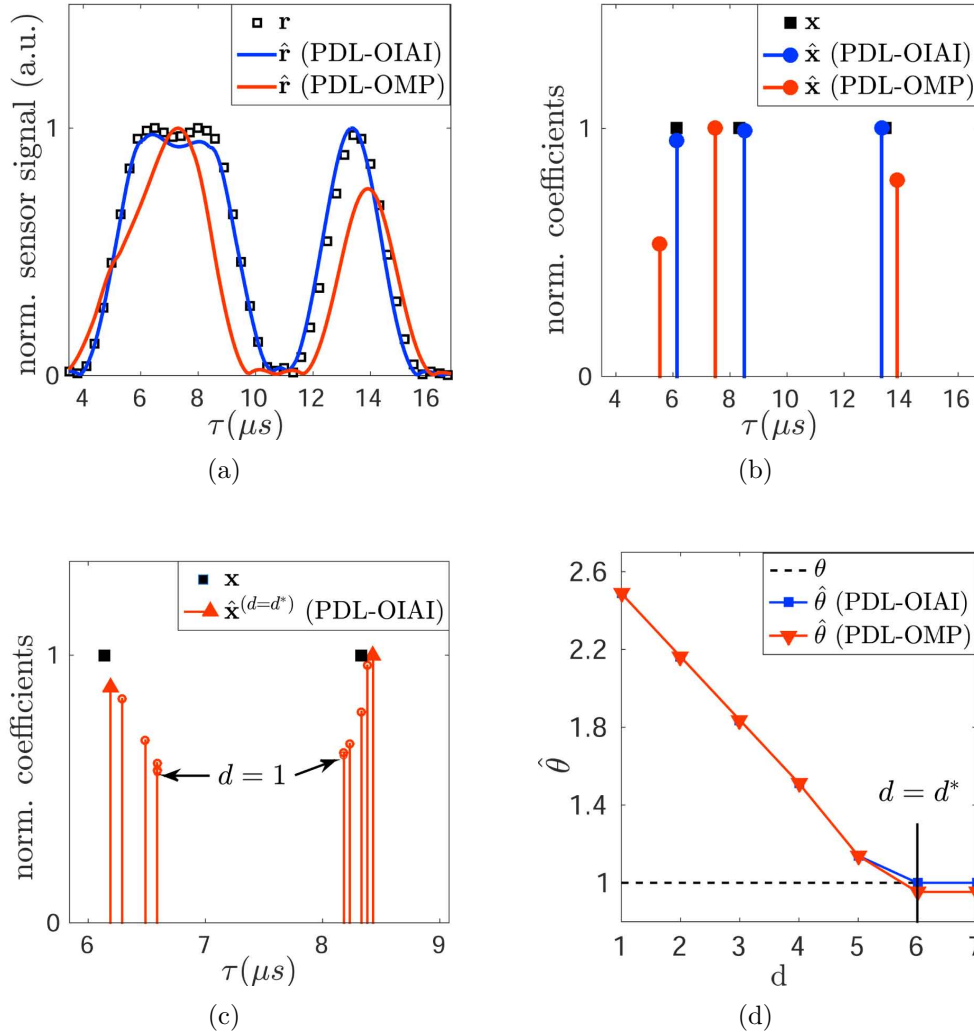 norm. sensor signal (a.u.)
r
r̂ (PDL-OIAI)
r̂ (PDL-OMP)
1
0
4 6 8 10 12 14 16
τ(μs)
(a)
norm. coefficients
x
x̂ (PDL-OIAI)
x̂ (PDL-OMP)
1
0
4 6 8 10 12 14 16
τ(μs)
(b)
norm. coefficients
x
x̂^(d=d*) (PDL-OIAI)
1
d = 1
0
6 7 8 9
τ(μs)
(c)
θ̂
θ
θ̂ (PDL-OIAI)
θ̂ (PDL-OMP)
2.6
2.2
1.8
1.4
1
d = d*
1 2 3 4 5 6 7
d
(d)